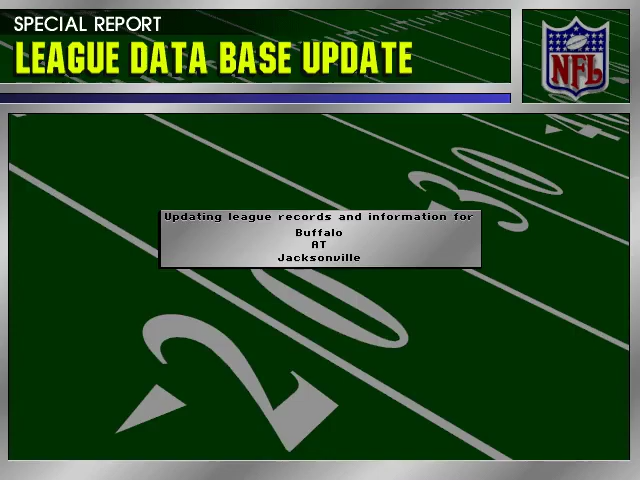 SPECIAL REPORT
LEAGUE DATA BASE UPDATE
NFL
Updating league records and information for
Buffalo
AT
Jacksonville
30
20